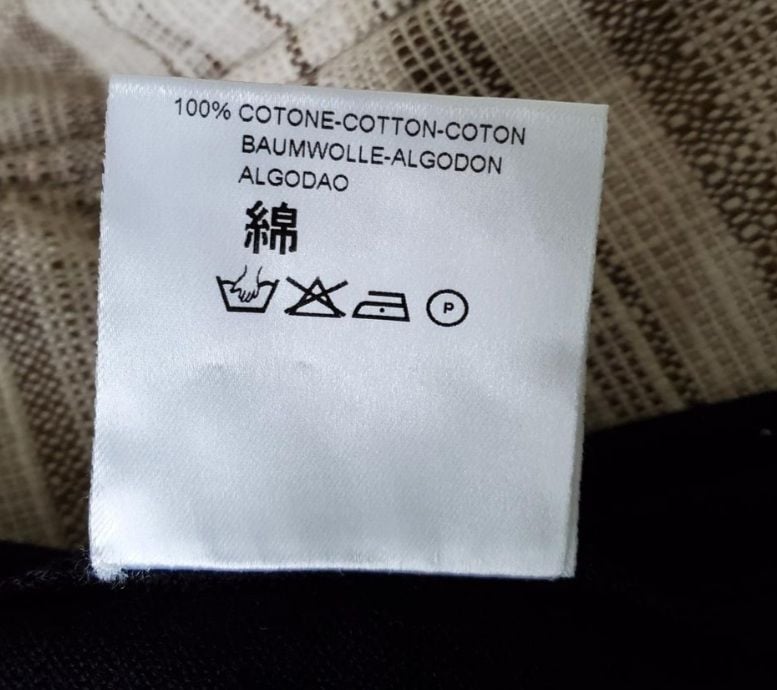 100% COTONE-COTTON-COTON
BAUMWOLLE-ALGODON
ALGODAO
綿
P